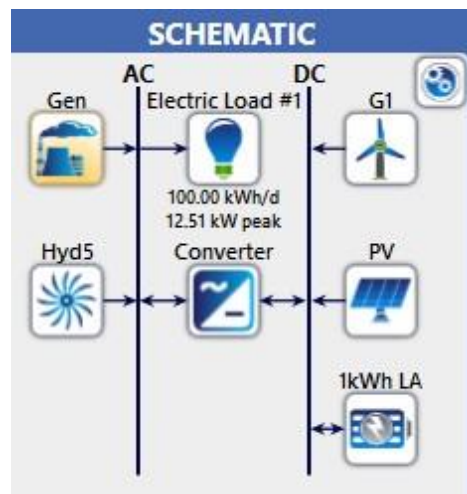 SCHEMATIC
AC DC
Gen Electric Load #1 G1
100.00 kWh/d
12.51 kW peak
Hyd5 Converter PV
1kWh LA